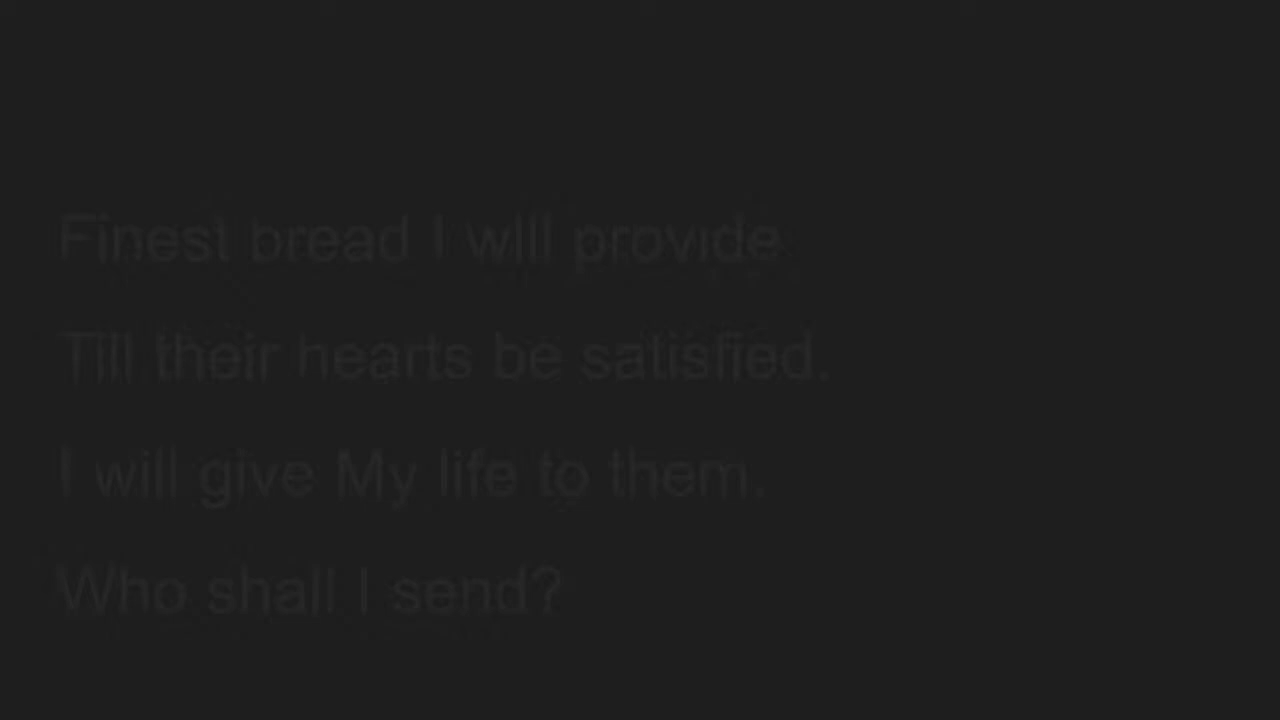 Finest bread I will provide
Till their hearts be satisfied.
I will give My life to them.
Who shall I send?